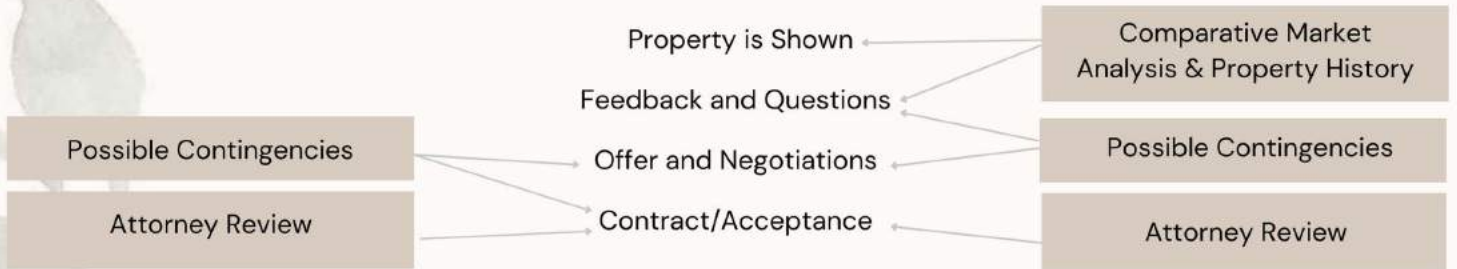 Property is Shown
Comparative Market
Analysis & Property History
Feedback and Questions
Possible Contingencies
Offer and Negotiations
Possible Contingencies
Attorney Review
Contract/Acceptance
Attorney Review